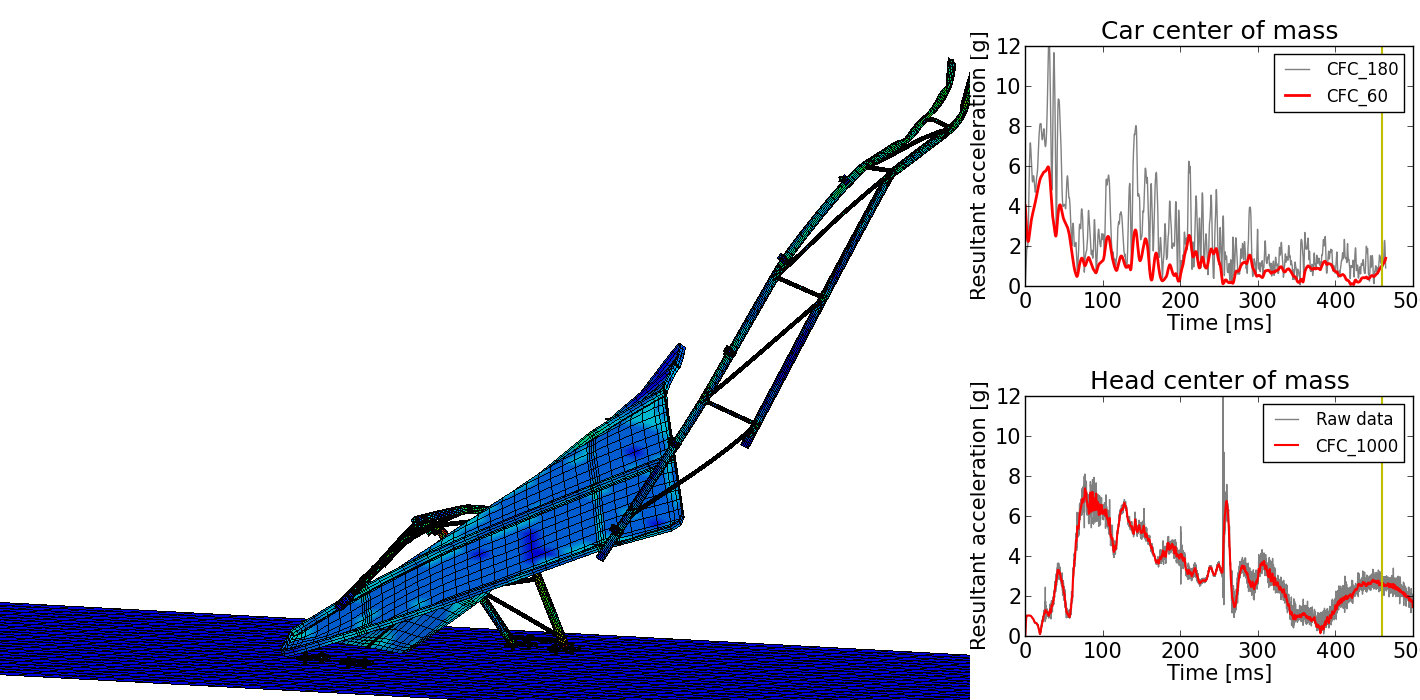 Car center of mass
Resultant acceleration [g]
12
10
8
6
4
2
0
CFC_180
CFC_60
0 100 200 300 400 50
Time [ms]
Head center of mass
Resultant acceleration [g]
12
10
8
6
4
2
0
Raw data
CFC_1000
0 100 200 300 400 50
Time [ms]